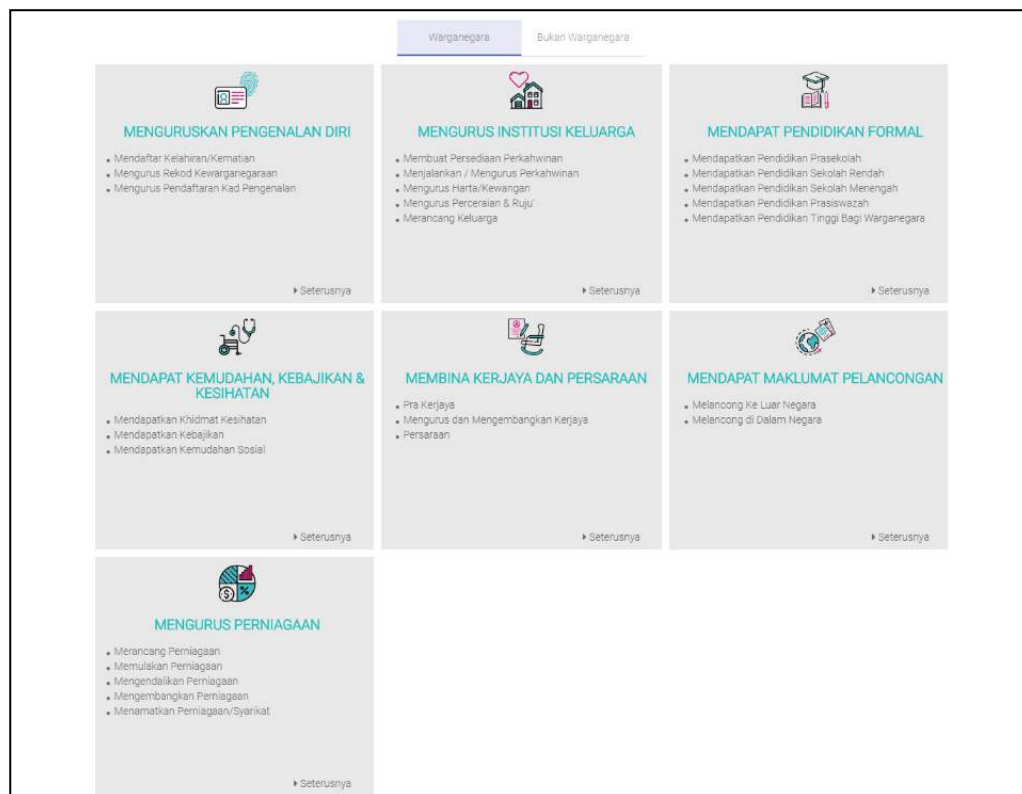 Warganegara
Bukan Warganegara
MENGURUSKAN PENGENALAN DIRI
Mendaftar Kelahiran/Kematian
Mengurus Rekod Kewarganegaraan
Mengurus Pendaftaran Kad Pengenalan
Seterusnya
MENGURUS INSTITUSI KELUARGA
Membuat Persediaan Perkahwinan
Menjalankan / Mengurus Perkahwinan
Mengurus Harta/Kewangan
Mengurus Perceraian & Ruju'
Merancang Keluarga
Seterusnya
MENDAPAT PENDIDIKAN FORMAL
Mendapatkan Pendidikan Prasekolah
Mendapatkan Pendidikan Sekolah Rendah
Mendapatkan Pendidikan Sekolah Menengah
Mendapatkan Pendidikan Prasiswazah
Mendapatkan Pendidikan Tinggi Bagi Warganegara
Seterusnya
MENDAPAT KEMUDAHAN, KEBAJIKAN &
KESIHATAN
Mendapatkan Khidmat Kesihatan
Mendapatkan Kebajikan
Mendapatkan Kemudahan Sosial
Seterusnya
MEMBINA KERJAYA DAN PERSARAAN
Pra Kerjaya
Mengurus dan Mengembangkan Kerjaya
Persaraan
Seterusnya
MENDAPAT MAKLUMAT PELANCONGAN
Melancong Ke Luar Negara
Melancong di Dalam Negara
Seterusnya
MENGURUS PERNIAGAAN
Merancang Perniagaan
Memulakan Perniagaan
Mengendalikan Perniagaan
Mengembangkan Perniagaan
Menamatkan Perniagaan/Syarikat
Seterusnya